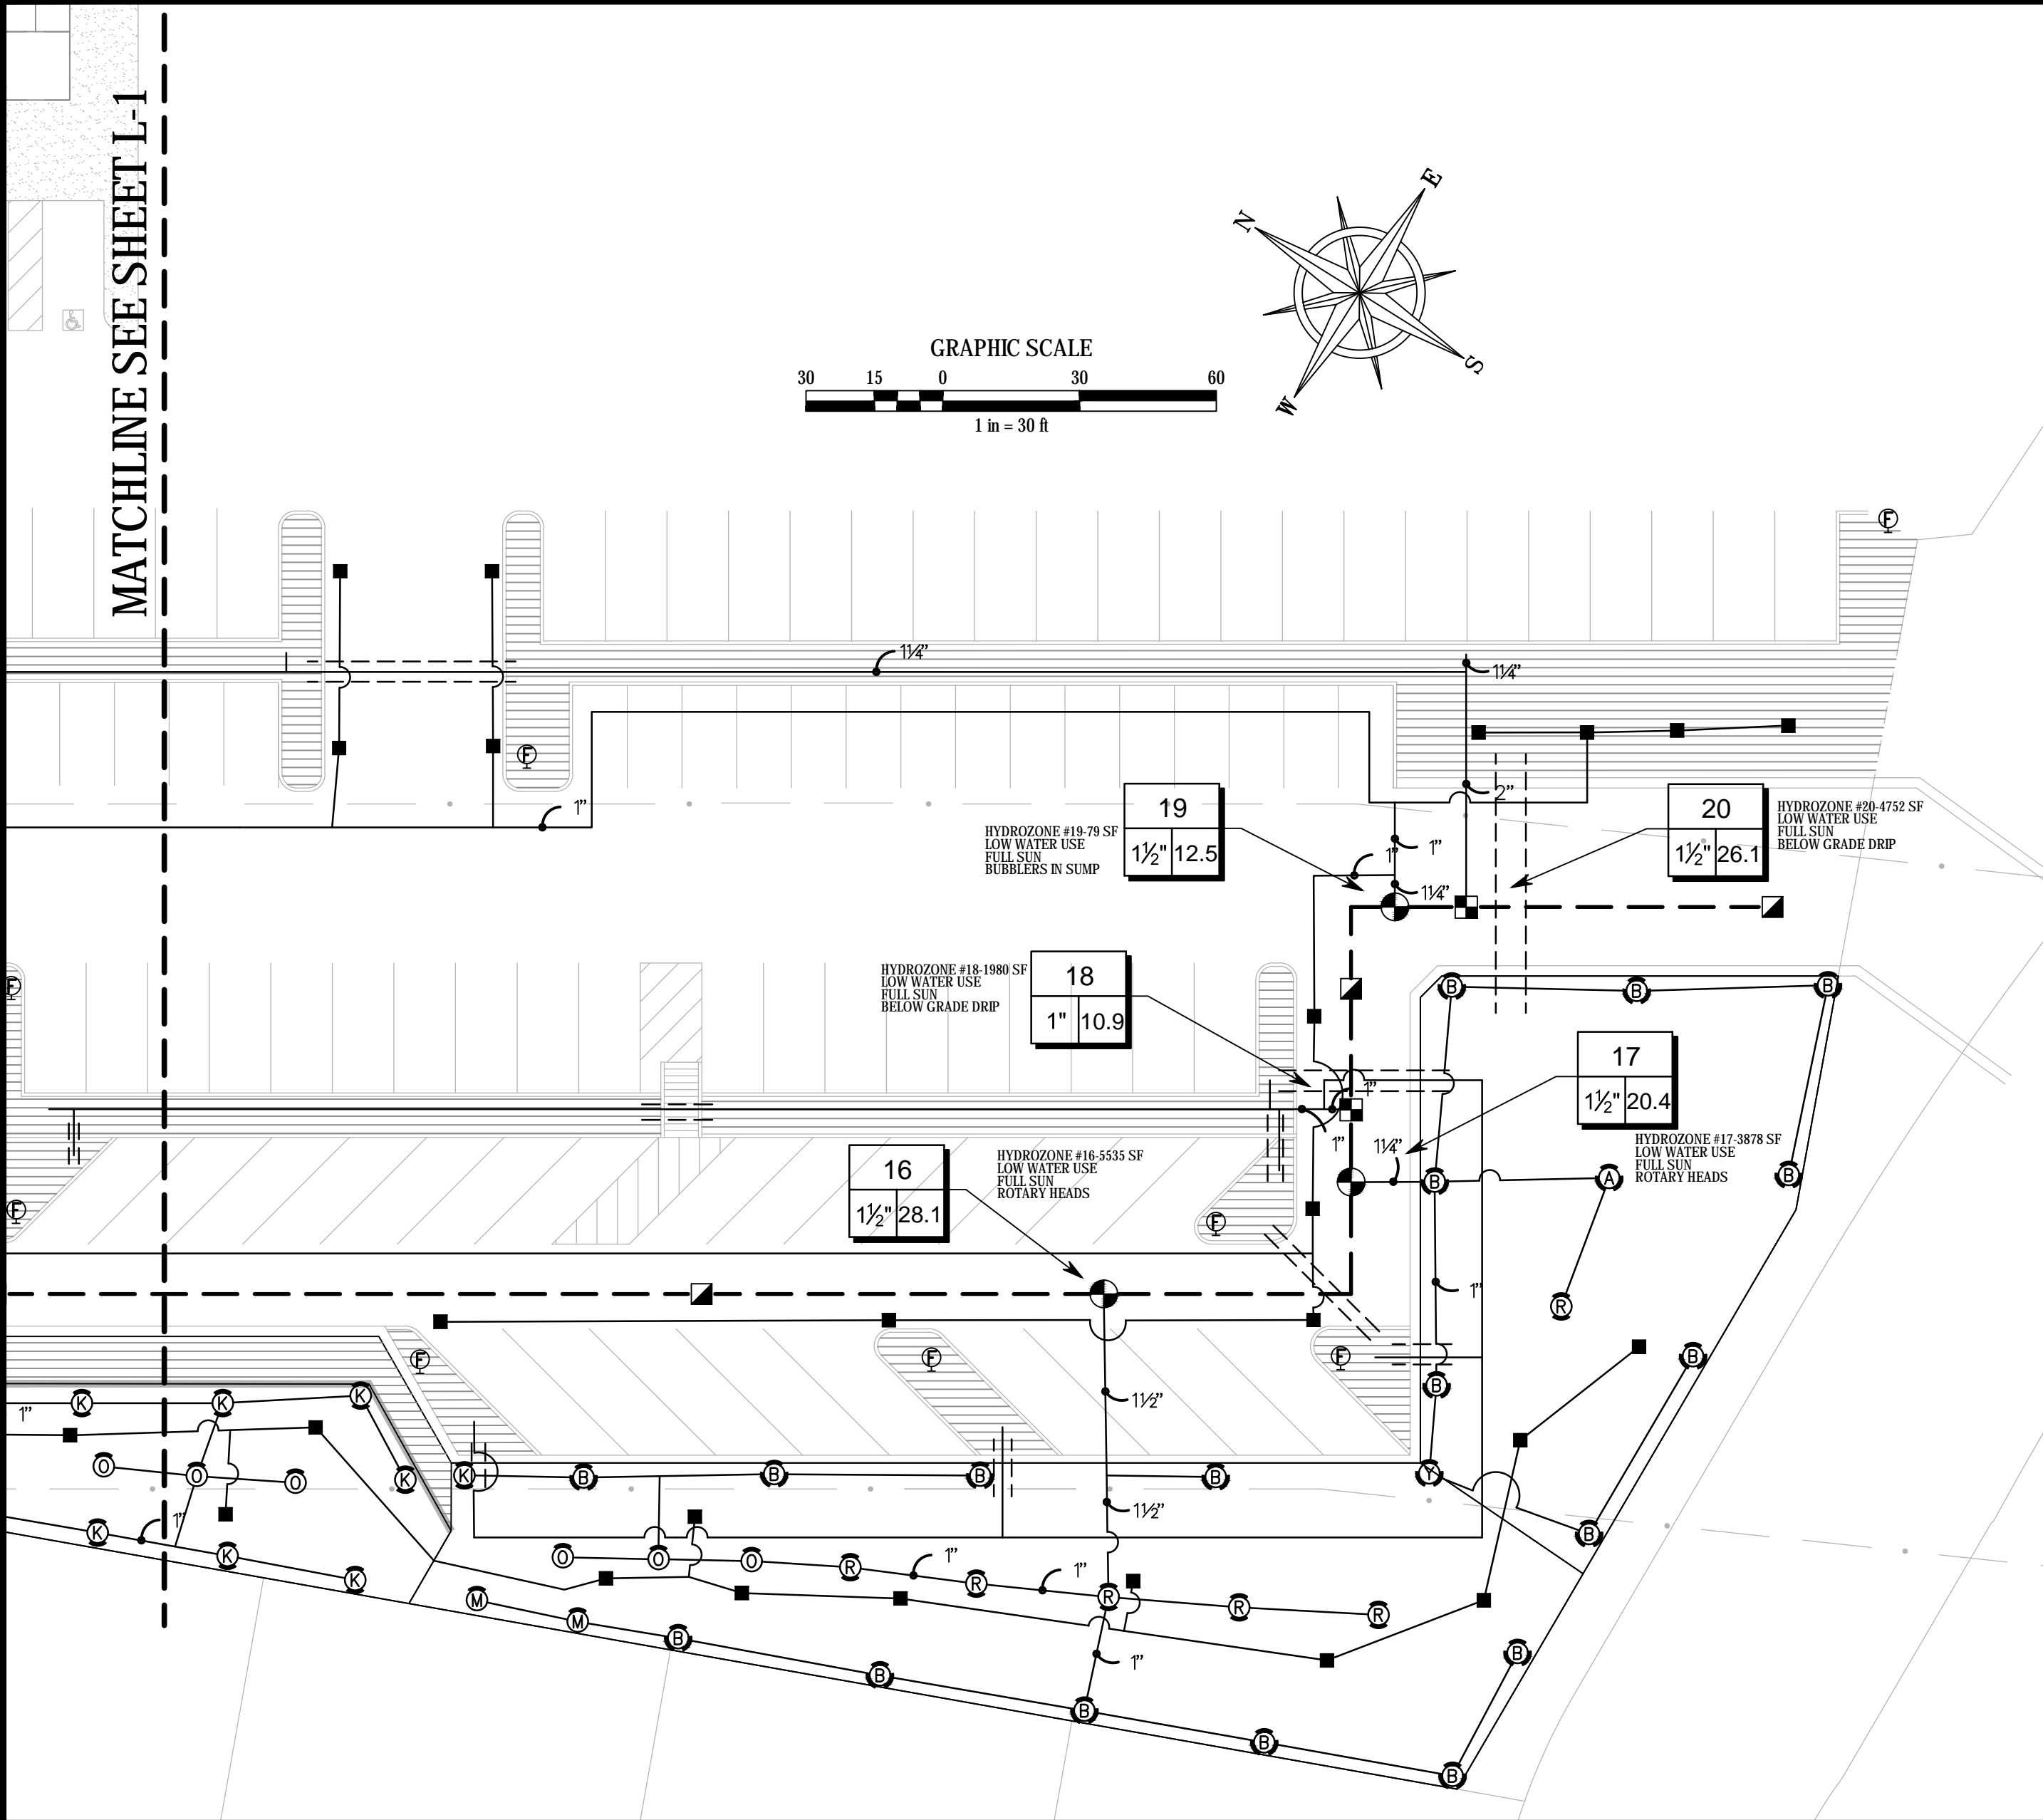 MATCHLINE SEE SHEET L-1
N
E
S
W
GRAPHIC SCALE
30 15 0 30 60
1 in = 30 ft
F
1¼"
1¼"
F
1"
2"
19
1½" 12.5
HYDROZONE #19-79 SF
LOW WATER USE
FULL SUN
BUBBLERS IN SUMP
1"
1"
1¼"
20
1½" 26.1
HYDROZONE #20-4752 SF
LOW WATER USE
FULL SUN
BELOW GRADE DRIP
18
1" 10.9
HYDROZONE #18-1980 SF
LOW WATER USE
FULL SUN
BELOW GRADE DRIP
F
B B B
17
1½" 20.4
HYDROZONE #17-3878 SF
LOW WATER USE
FULL SUN
ROTARY HEADS
1"
1"
1¼"
16
1½" 28.1
HYDROZONE #16-5535 SF
LOW WATER USE
FULL SUN
ROTARY HEADS
B A B
F F
1"
R
F F F
B B
1½"
K K K
1"
O O O
K K B B B B Y
1½"
B
K
1"
K
K
O O O R
1"
R
1"
R R R
M M B
B
1"
B
B
B
B